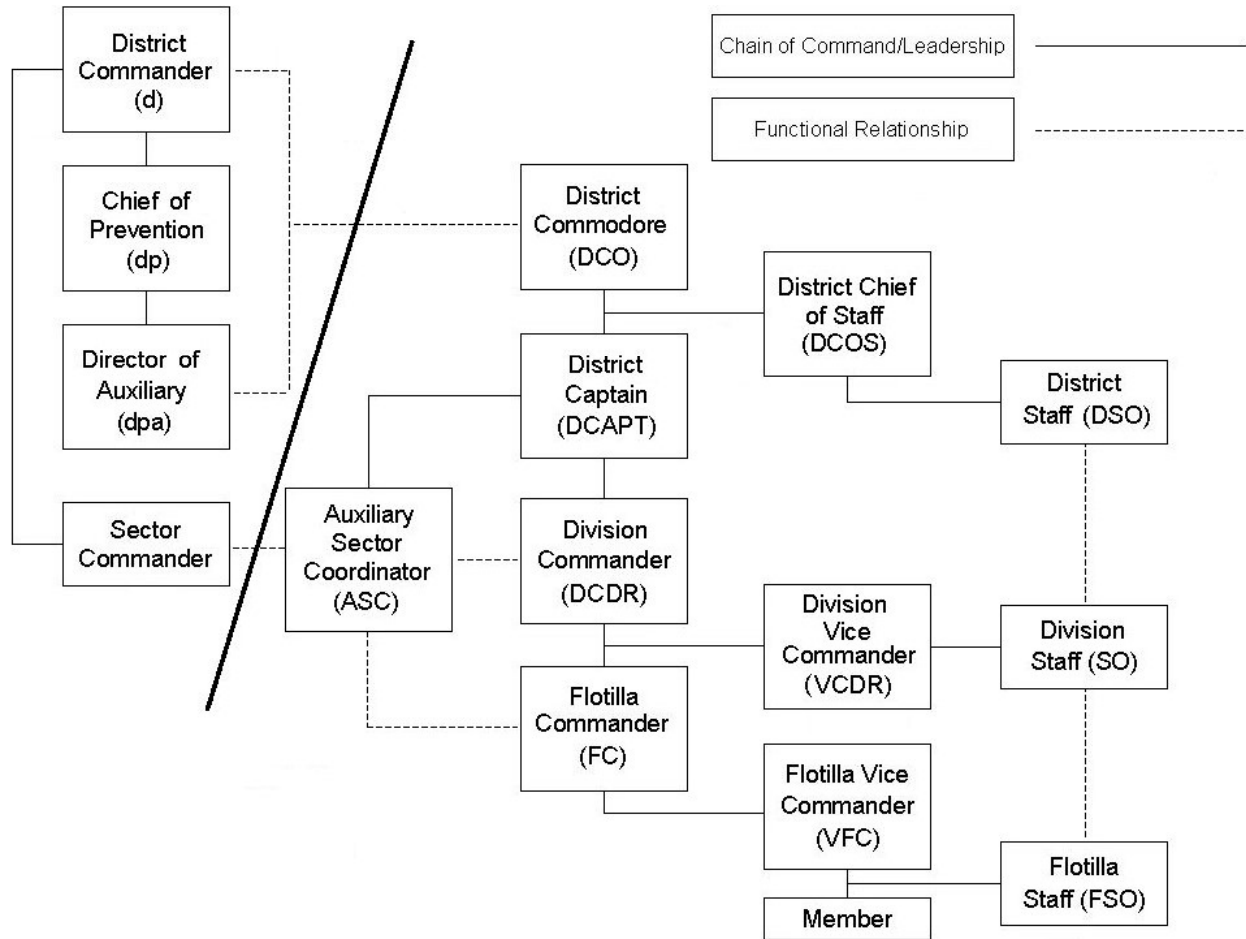 District
Commander
(d)
Chief of
Prevention
(dp)
Director of
Auxiliary
(dpa)
Sector
Commander
Chain of Command/Leadership
Functional Relationship
District
Commodore
(DCO)
District Chief
of Staff
(DCOS)
District
Captain
(DCAPT)
District
Staff (DSO)
Auxiliary
Sector
Coordinator
(ASC)
Division
Commander
(DCDR)
Division
Vice
Commander
(VCDR)
Division
Staff (SO)
Flotilla
Commander
(FC)
Flotilla Vice
Commander
(VFC)
Flotilla
Staff (FSO)
Member